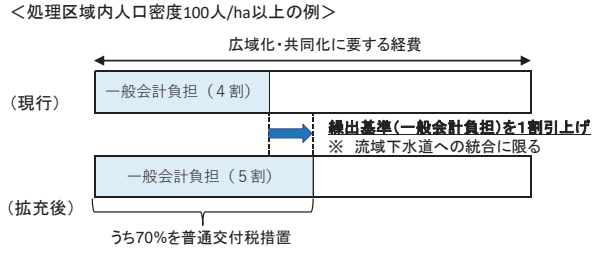 ＜処理区域内人口密度100人/ha以上の例＞
広域化・共同化に要する経費
（現行）
一般会計負担（４割）
繰出基準（一般会計負担）を１割引上げ
※　流域下水道への統合に限る
（拡充後）
一般会計負担（５割）
うち70%を普通交付税措置